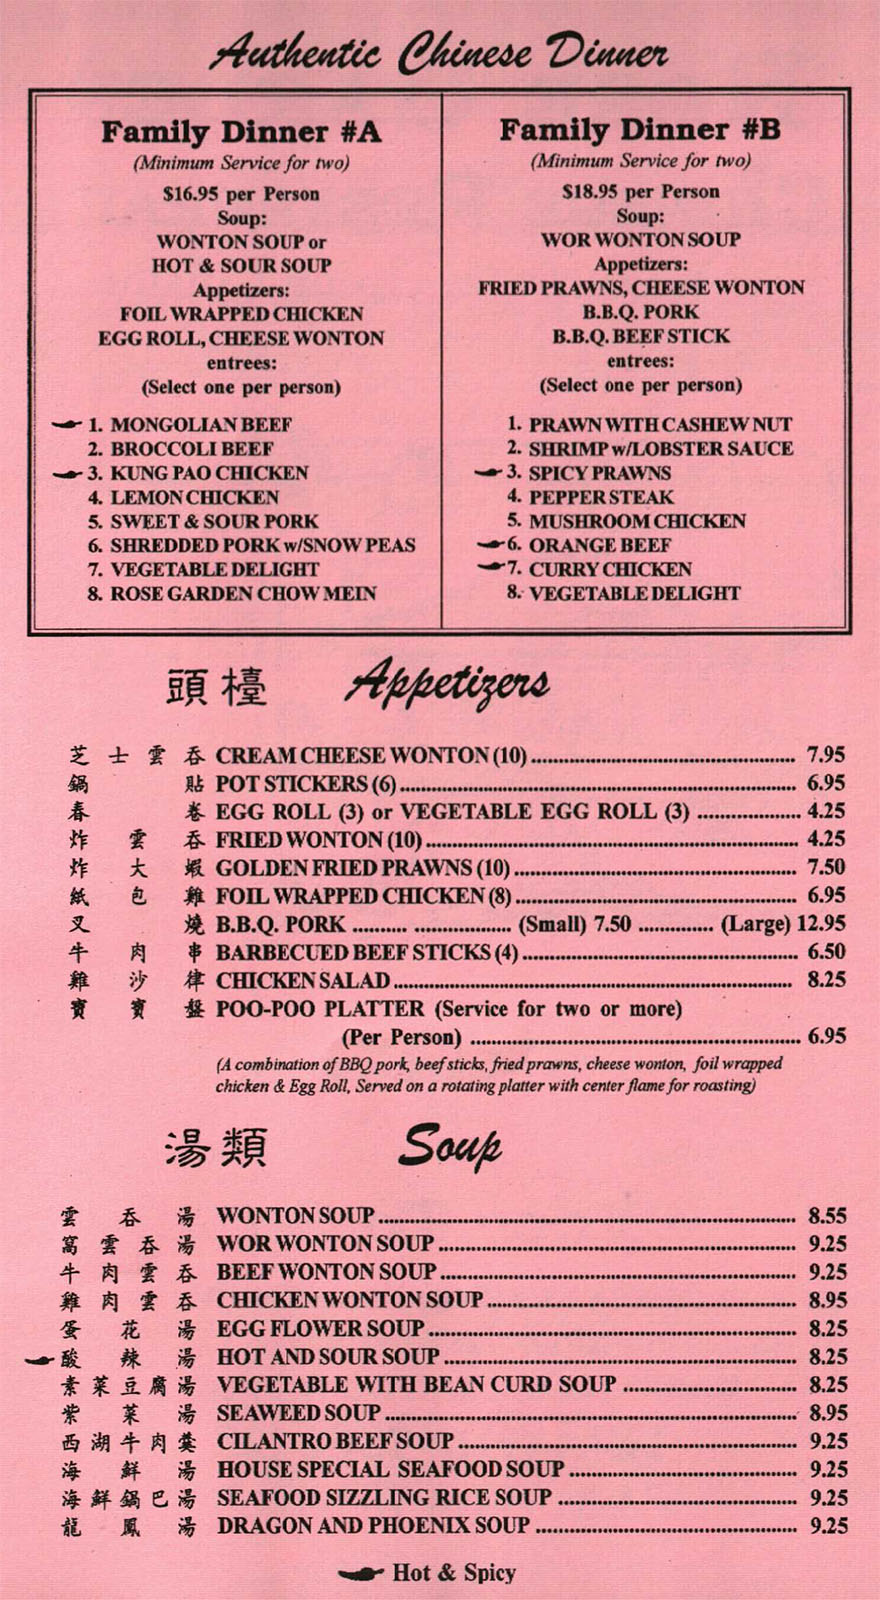 Authentic Chinese Dinner
Family Dinner #A
(Minimum Service for two)
$16.95 per Person
Soup:
WONTON SOUP or
HOT & SOUR SOUP
Appetizers:
FOIL WRAPPED CHICKEN
EGG ROLL, CHEESE WONTON
entrees:
(Select one per person)
1. MONGOLIAN BEEF
2. BROCCOLI BEEF
3. KUNG PAO CHICKEN
4. LEMON CHICKEN
5. SWEET & SOUR PORK
6. SHREDDED PORK w/SNOW PEAS
7. VEGETABLE DELIGHT
8. ROSE GARDEN CHOW MEIN
Family Dinner #B
(Minimum Service for two)
$18.95 per Person
Soup:
WOR WONTON SOUP
Appetizers:
FRIED PRAWNS, CHEESE WONTON
B.B.Q. PORK
B.B.Q. BEEF STICK
entrees:
(Select one per person)
1. PRAWN WITH CASHEW NUT
2. SHRIMP w/LOBSTER SAUCE
3. SPICY PRAWNS
4. PEPPER STEAK
5. MUSHROOM CHICKEN
6. ORANGE BEEF
7. CURRY CHICKEN
8. VEGETABLE DELIGHT
頭檯 Appetizers
芝士雲吞 CREAM CHEESE WONTON (10) ........ 7.95
鍋貼 POT STICKERS (6) ........ 6.95
春卷 EGG ROLL (3) or VEGETABLE EGG ROLL (3) ........ 4.25
炸雲吞 FRIED WONTON (10) ........ 4.25
炸大蝦 GOLDEN FRIED PRAWNS (10) ........ 7.50
紙包雞 FOIL WRAPPED CHICKEN (8) ........ 6.95
叉燒 B.B.Q. PORK ........ (Small) 7.50 ........ (Large) 12.95
牛肉串 BARBECUED BEEF STICKS (4) ........ 6.50
雞沙律 CHICKEN SALAD ........ 8.25
寶寶盤 POO-POO PLATTER (Service for two or more)
(Per Person) ........ 6.95
(A combination of BBQ pork, beef sticks, fried prawns, cheese wonton, foil wrapped
chicken & Egg Roll, Served on a rotating platter with center flame for roasting)
湯類 Soup
雲吞湯 WONTON SOUP ........ 8.55
窩雲吞湯 WOR WONTON SOUP ........ 9.25
牛肉雲吞 BEEF WONTON SOUP ........ 9.25
雞肉雲吞 CHICKEN WONTON SOUP ........ 8.95
蛋花湯 EGG FLOWER SOUP ........ 8.25
酸辣湯 HOT AND SOUR SOUP ........ 8.25
素菜豆腐湯 VEGETABLE WITH BEAN CURD SOUP ........ 8.25
紫菜湯 SEAWEED SOUP ........ 8.95
西湖牛肉羹 CILANTRO BEEF SOUP ........ 9.25
海鮮湯 HOUSE SPECIAL SEAFOOD SOUP ........ 9.25
海鮮鍋巴湯 SEAFOOD SIZZLING RICE SOUP ........ 9.25
龍鳳湯 DRAGON AND PHOENIX SOUP ........ 9.25
Hot & Spicy